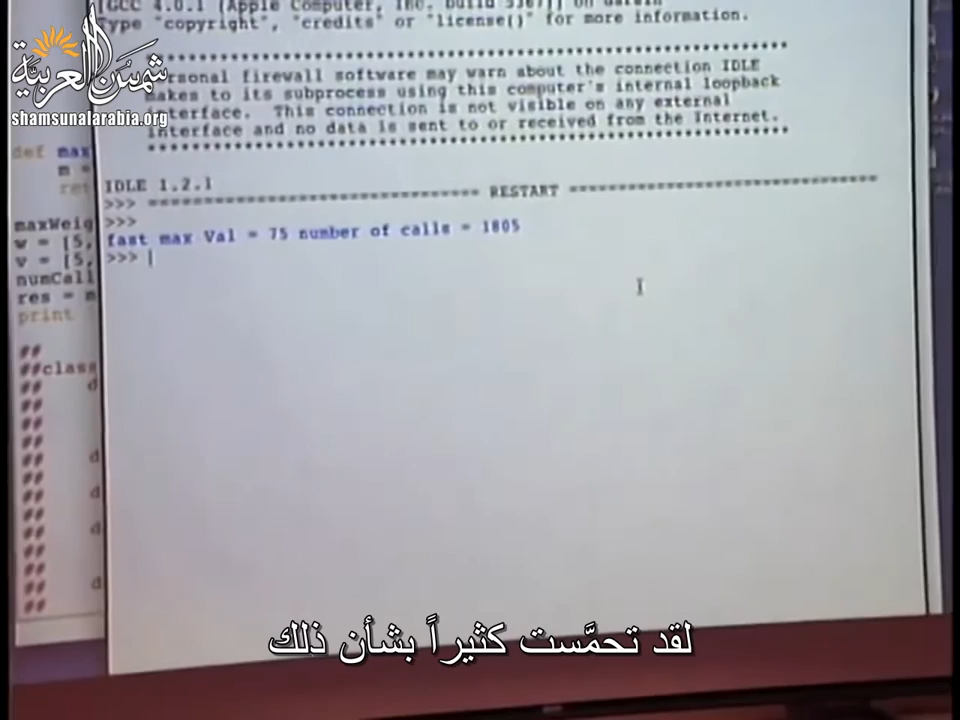 [GCC 4.0.1 (Apple Computer, Inc. build 5367)] on darwin
Type "copyright", "credits" or "license()" for more information.
****************************************************************
Personal firewall software may warn about the connection IDLE
makes to its subprocess using this computer's internal loopback
interface. This connection is not visible on any external
interface and no data is sent to or received from the Internet.
****************************************************************
IDLE 1.2.1
>>> ================================ RESTART ================================
>>>
fast max Val = 75 number of calls = 1805
>>>
def max
m =
ret
maxWeig
w = [5,
v = [5,
numCall
res = m
print
##
##class
## d
##
##
##
## d
##
## d
##
## d
##
##
## d
##
##
شمس العربية
shamsunalarabia.org
لقد تحمَّست كثيراً بشأن ذلك